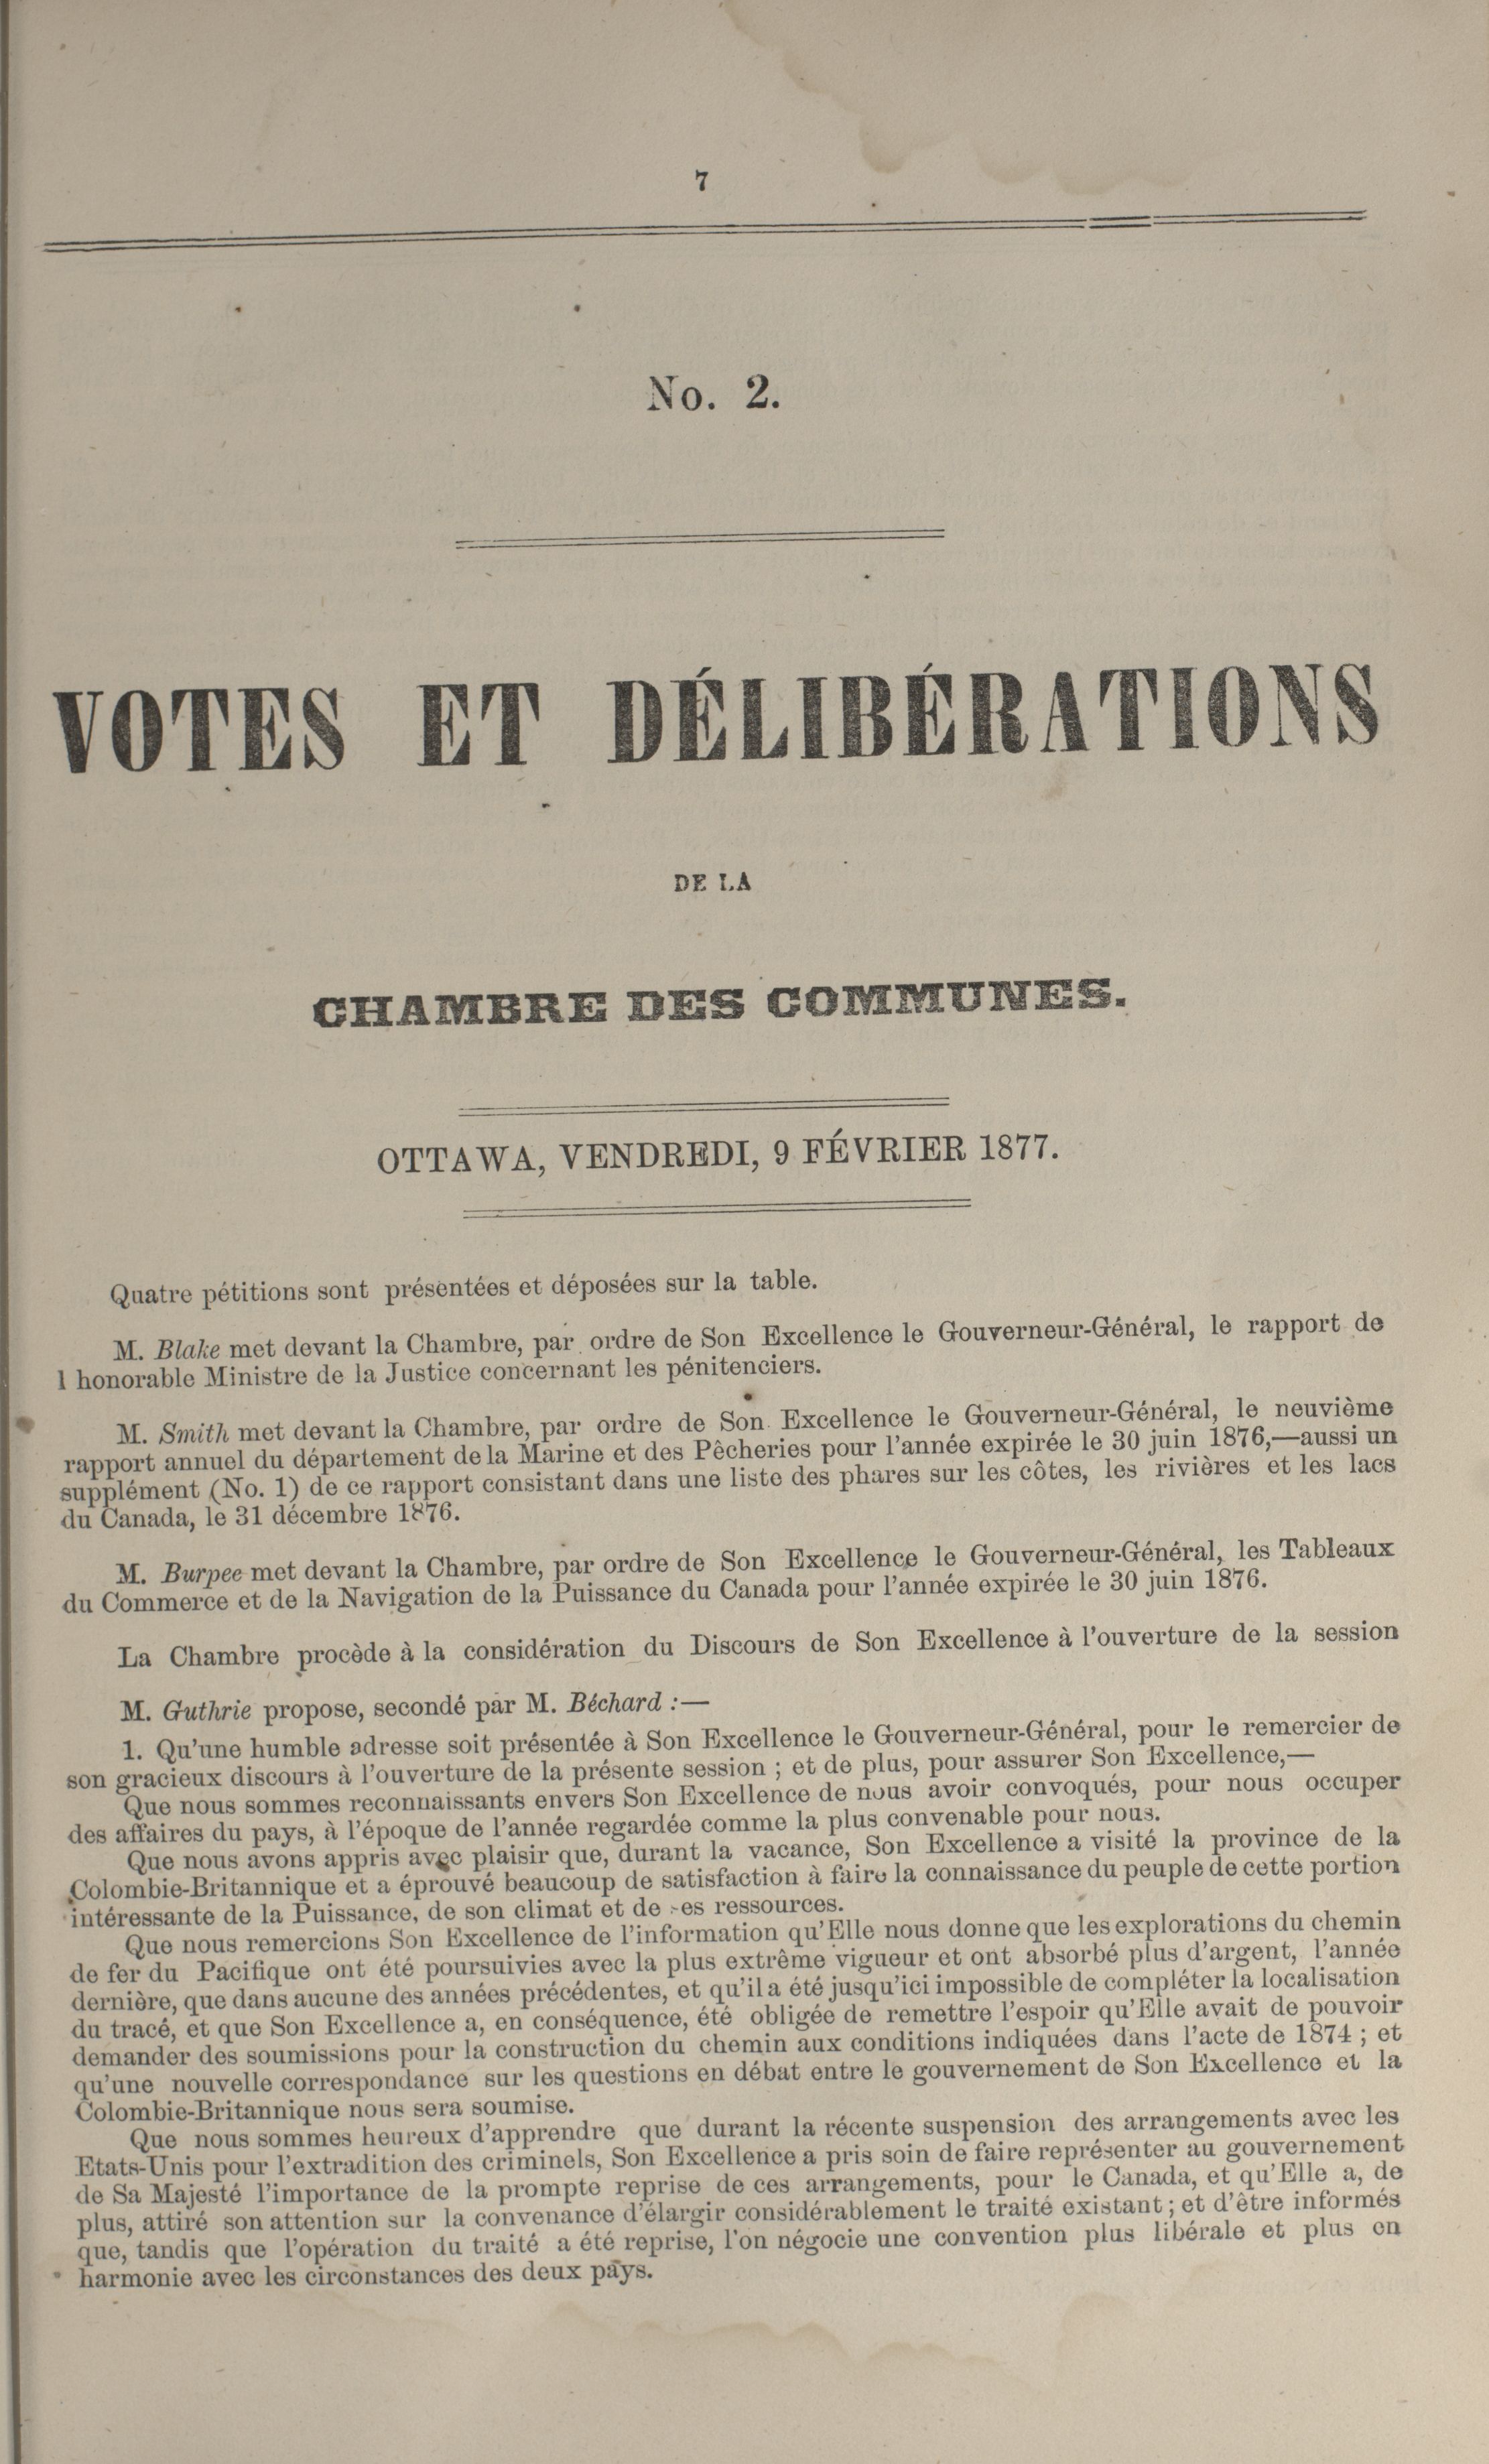 7
No. 2.
VOTES ET DÉLIBÉRATIONS
DE LA
CHAMBRE DES COMMUNES.
OTTAWA, VENDREDI, 9 FÉVRIER 1877.
Quatre pétitions sont présentées et déposées sur la table.
M. Blake met devant la Chambre, par ordre de Son Excellence le Gouverneur-Général, le rapport de
l honorable Ministre de la Justice concernant les pénitenciers.
M. Smith met devant la Chambre, par ordre de Son Excellence le Gouverneur-Général, le neuvième
rapport annuel du département de la Marine et des Pêcheries pour l'année expirée le 30 juin 1876,—aussi un
supplément (No. 1) de ce rapport consistant dans une liste des phares sur les côtes, les rivières et les lacs
du Canada, le 31 décembre 1876.
M. Burpee met devant la Chambre, par ordre de Son Excellence le Gouverneur-Général, les Tableaux
du Commerce et de la Navigation de la Puissance du Canada pour l'année expirée le 30 juin 1876.
La Chambre procède à la considération du Discours de Son Excellence à l'ouverture de la session
M. Guthrie propose, secondé par M. Béchard :—
1. Qu'une humble adresse soit présentée à Son Excellence le Gouverneur-Général, pour le remercier de
son gracieux discours à l'ouverture de la présente session ; et de plus, pour assurer Son Excellence,—
Que nous sommes reconnaissants envers Son Excellence de nous avoir convoqués, pour nous occuper
des affaires du pays, à l'époque de l'année regardée comme la plus convenable pour nous.
Que nous avons appris avec plaisir que, durant la vacance, Son Excellence a visité la province de la
Colombie-Britannique et a éprouvé beaucoup de satisfaction à faire la connaissance du peuple de cette portion
intéressante de la Puissance, de son climat et de ses ressources.
Que nous remercions Son Excellence de l'information qu'Elle nous donne que les explorations du chemin
de fer du Pacifique ont été poursuivies avec la plus extrême vigueur et ont absorbé plus d'argent, l'année
dernière, que dans aucune des années précédentes, et qu'il a été jusqu'ici impossible de compléter la localisation
du tracé, et que Son Excellence a, en conséquence, été obligée de remettre l'espoir qu'Elle avait de pouvoir
demander des soumissions pour la construction du chemin aux conditions indiquées dans l'acte de 1874 ; et
qu'une nouvelle correspondance sur les questions en débat entre le gouvernement de Son Excellence et la
Colombie-Britannique nous sera soumise.
Que nous sommes heureux d'apprendre que durant la récente suspension des arrangements avec les
Etats-Unis pour l'extradition des criminels, Son Excellence a pris soin de faire représenter au gouvernement
de Sa Majesté l'importance de la prompte reprise de ces arrangements, pour le Canada, et qu'Elle a, de
plus, attiré son attention sur la convenance d'élargir considérablement le traité existant ; et d'être informés
que, tandis que l'opération du traité a été reprise, l'on négocie une convention plus libérale et plus en
harmonie avec les circonstances des deux pays.